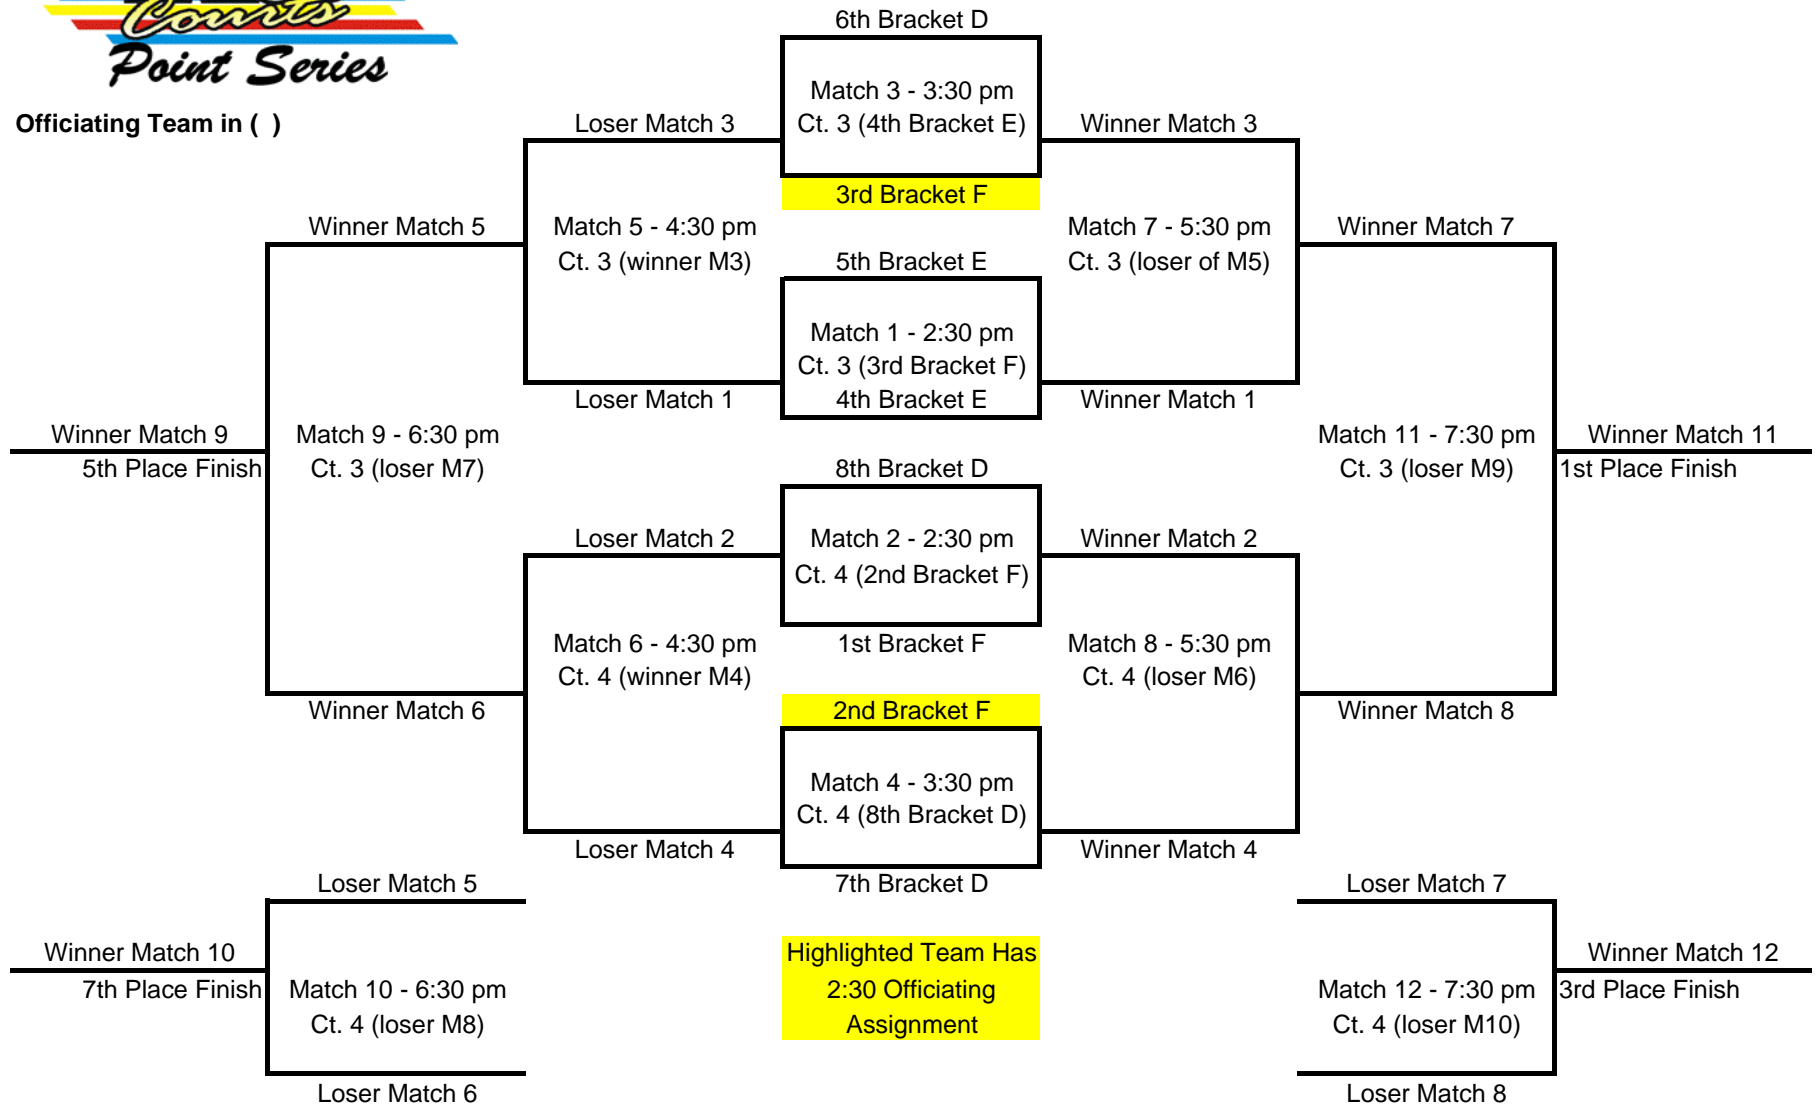 Courts
Point Series
Officiating Team in (  )
6th Bracket D
Match 3 - 3:30 pm
Ct. 3 (4th Bracket E)
Loser Match 3
Winner Match 3
3rd Bracket F
Winner Match 5
Match 5 - 4:30 pm
Ct. 3 (winner M3)
Match 7 - 5:30 pm
Ct. 3 (loser of M5)
Winner Match 7
5th Bracket E
Match 1 - 2:30 pm
Ct. 3 (3rd Bracket F)
4th Bracket E
Loser Match 1
Winner Match 1
Winner Match 9
5th Place Finish
Match 9 - 6:30 pm
Ct. 3 (loser M7)
Match 11 - 7:30 pm
Ct. 3 (loser M9)
Winner Match 11
1st Place Finish
8th Bracket D
Loser Match 2
Match 2 - 2:30 pm
Ct. 4 (2nd Bracket F)
Winner Match 2
1st Bracket F
Match 6 - 4:30 pm
Ct. 4 (winner M4)
Match 8 - 5:30 pm
Ct. 4 (loser M6)
Winner Match 6
2nd Bracket F
Winner Match 8
Match 4 - 3:30 pm
Ct. 4 (8th Bracket D)
Loser Match 4
Winner Match 4
7th Bracket D
Loser Match 5
Loser Match 7
Winner Match 10
7th Place Finish
Match 10 - 6:30 pm
Ct. 4 (loser M8)
Highlighted Team Has
2:30 Officiating
Assignment
Match 12 - 7:30 pm
Ct. 4 (loser M10)
Winner Match 12
3rd Place Finish
Loser Match 6
Loser Match 8